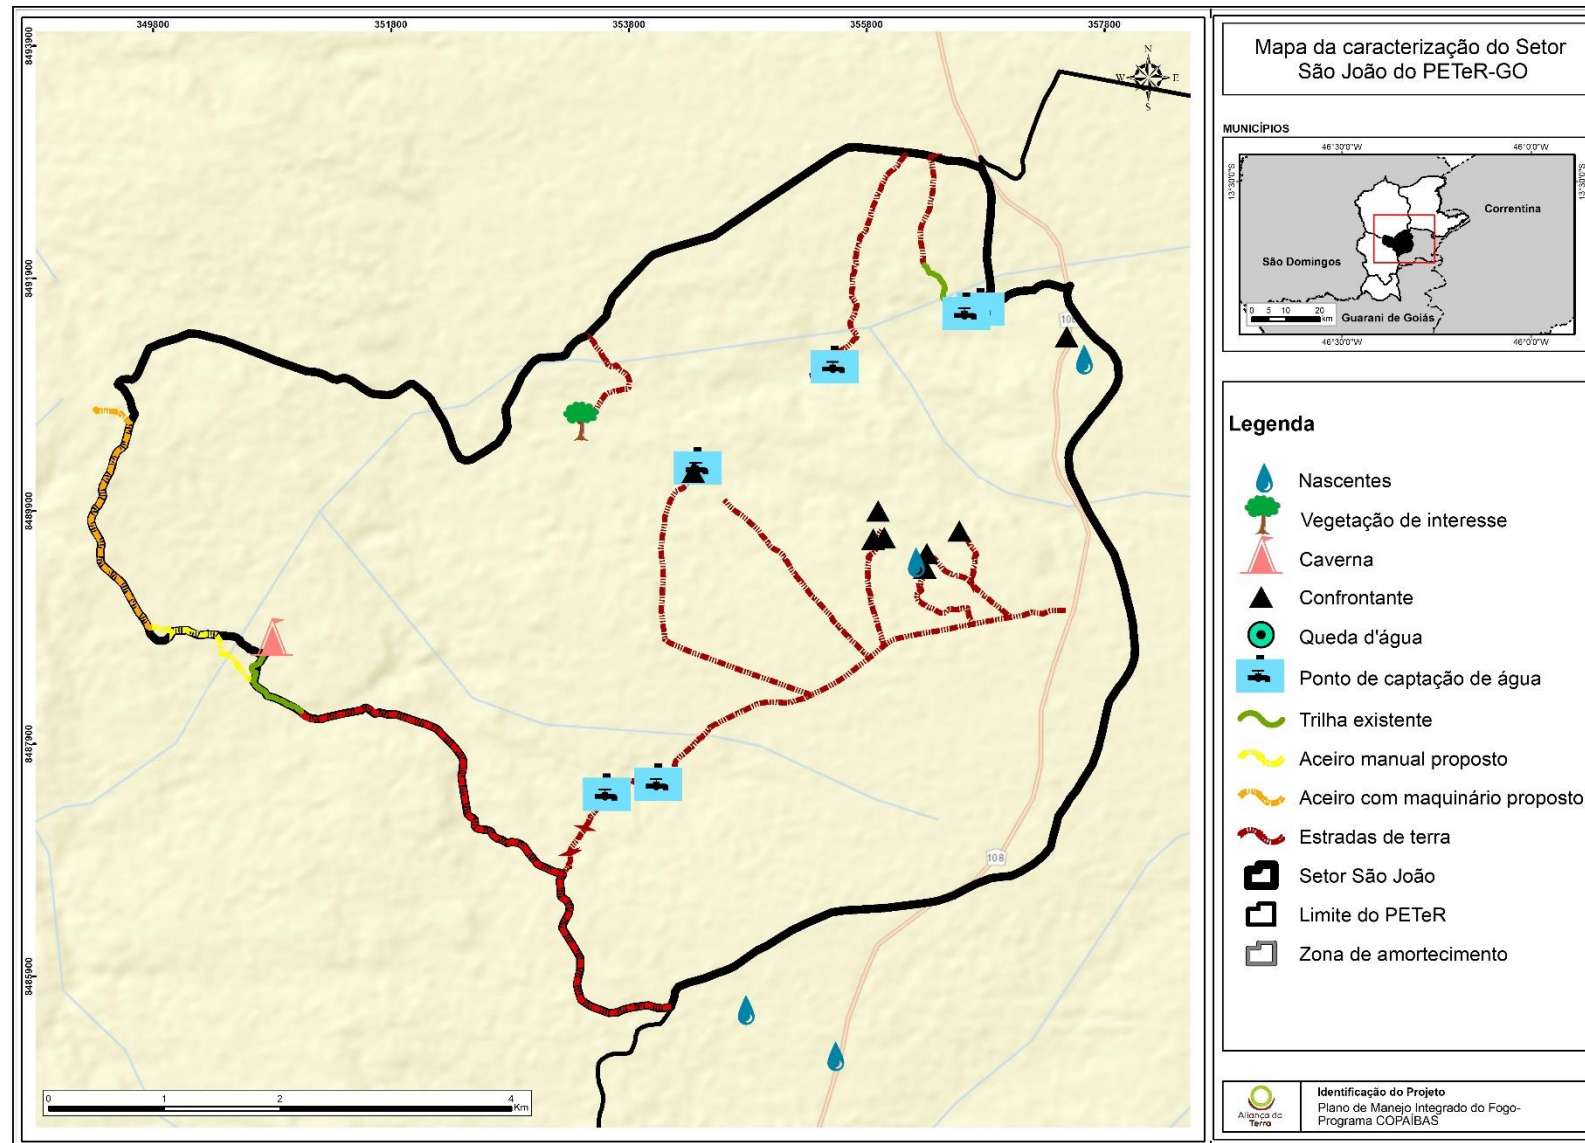 349800
351800
353800
355800
357800
8493900
8491900
8489900
8487900
8485900
N
W
E
S
108
108
0
1
2
4
Km
Mapa da caracterização do Setor
São João do PETeR-GO
MUNICÍPIOS
46°30'0"W
46°0'0"W
13°30'0"S
13°30'0"S
Correntina
São Domingos
Guarani de Goiás
0 5 10 20
km
46°30'0"W
46°0'0"W
Legenda
Nascentes
Vegetação de interesse
Caverna
Confrontante
Queda d'água
Ponto de captação de água
Trilha existente
Aceiro manual proposto
Aceiro com maquinário proposto
Estradas de terra
Setor São João
Limite do PETeR
Zona de amortecimento
Aliança da
Terra
Identificação do Projeto
Plano de Manejo Integrado do Fogo-
Programa COPAÍBAS